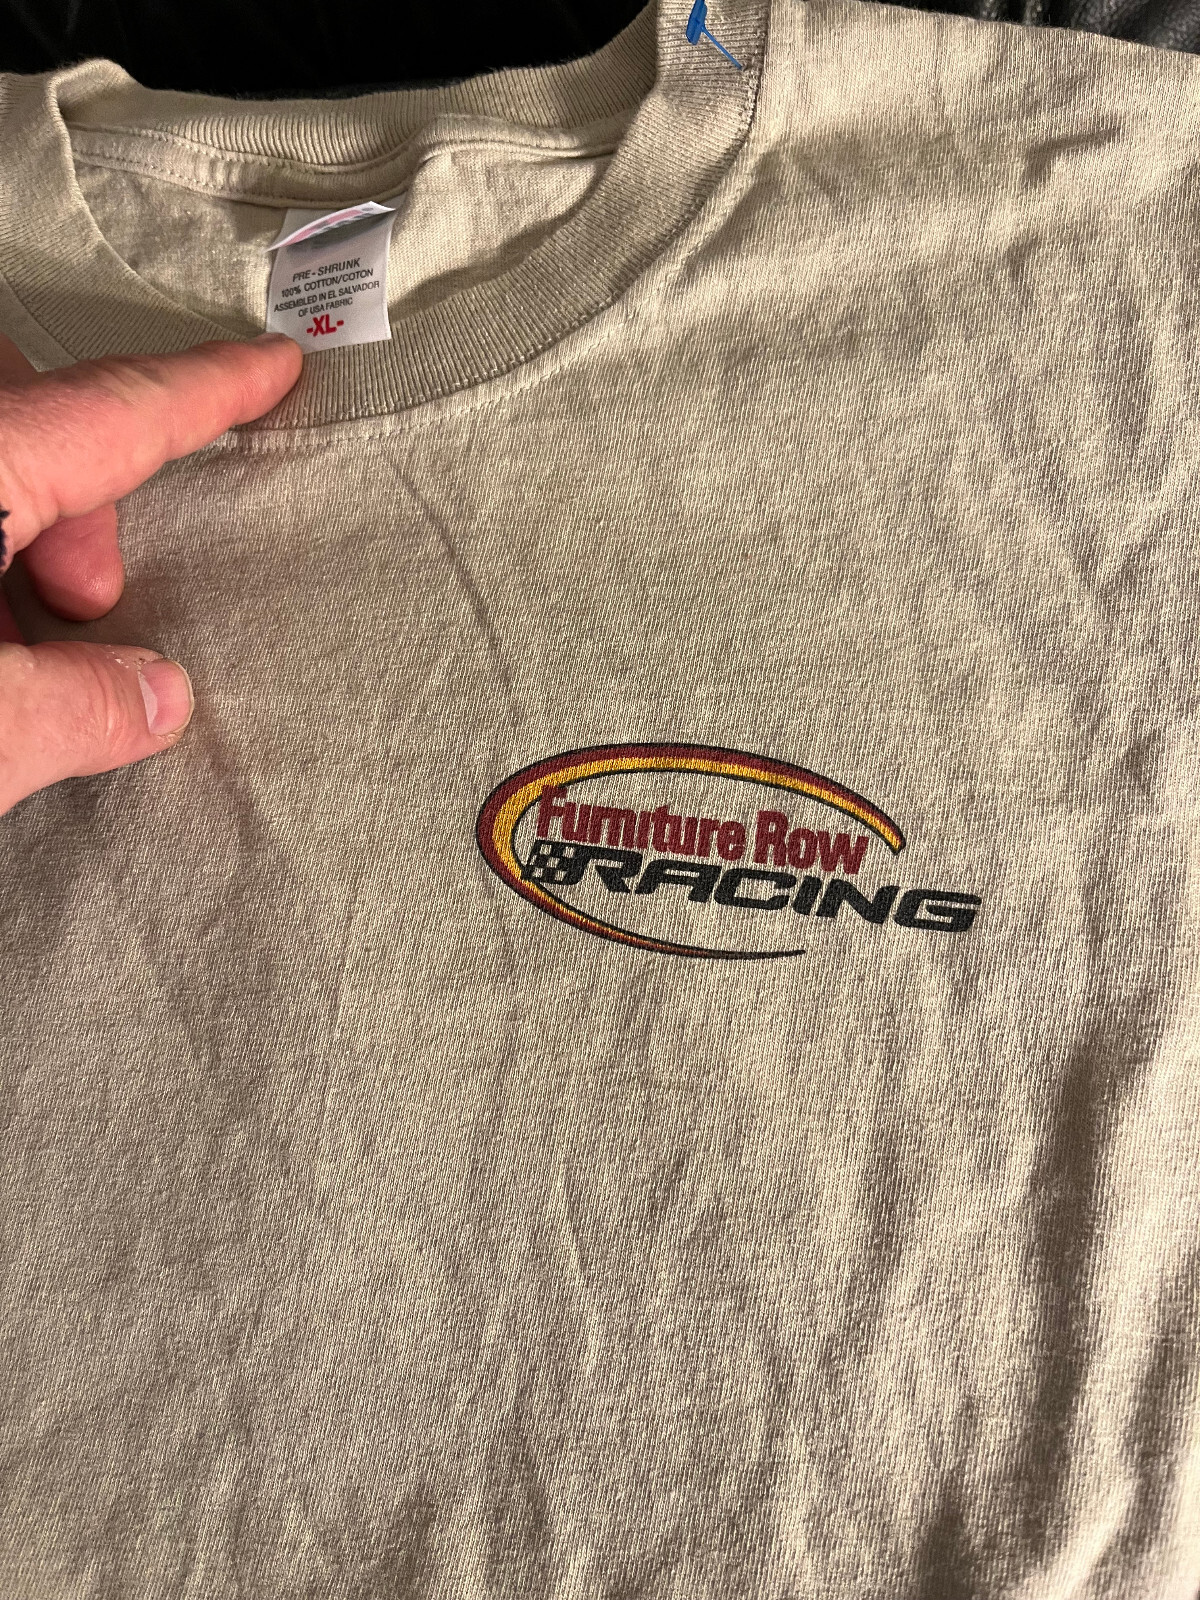 PRE-SHRUNK
100% COTTON/COTON
ASSEMBLED IN EL SALVADOR
OF USA FABRIC
-XL-
Furniture Row
RACING